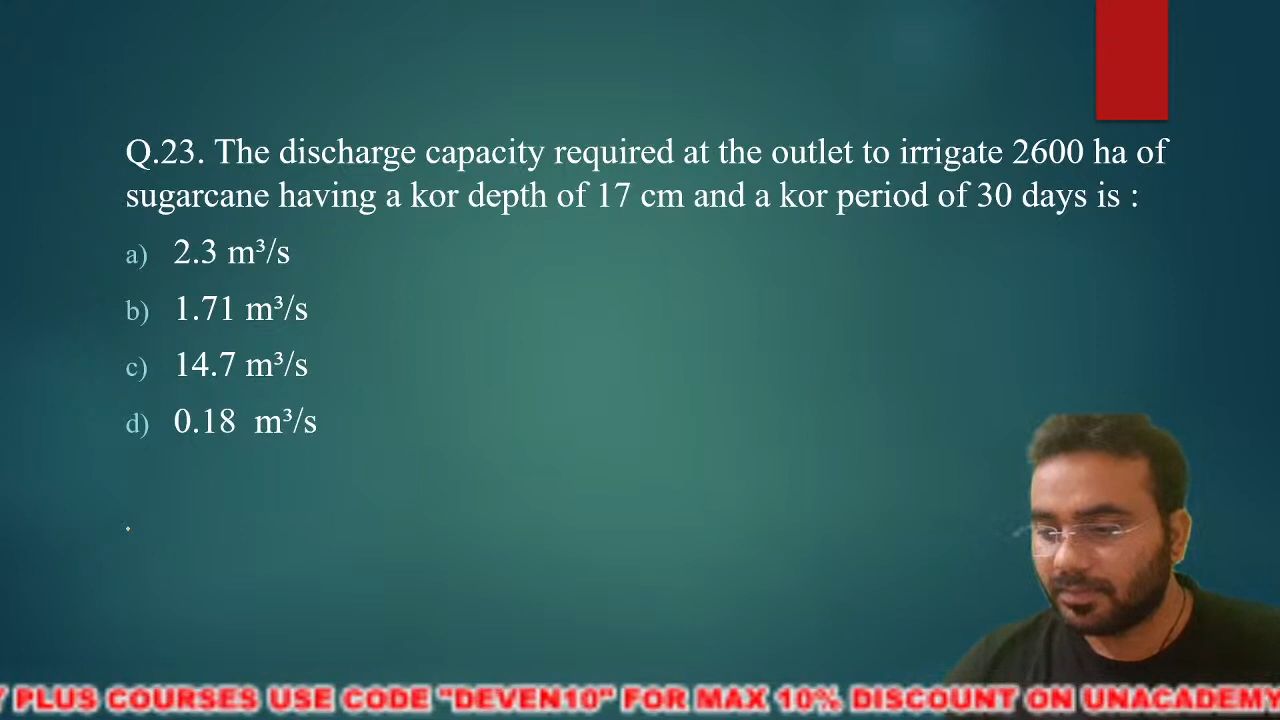 Q.23. The discharge capacity required at the outlet to irrigate 2600 ha of
sugarcane having a kor depth of 17 cm and a kor period of 30 days is :
a) 2.3 m³/s
b) 1.71 m³/s
c) 14.7 m³/s
d) 0.18 m³/s
PLUS COURSES USE CODE "DEVEN10" FOR MAX 10% DISCOUNT ON UNACADEMY